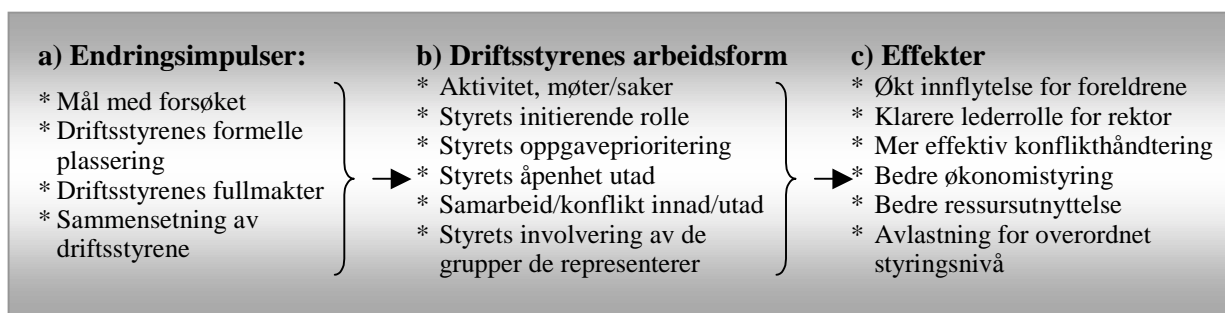 a) Endringsimpulser:
* Mål med forsøket
* Driftsstyrenes formelle
plassering
* Driftsstyrenes fullmakter
* Sammensetning av
driftsstyrene
b) Driftsstyrenes arbeidsform
* Aktivitet, møter/saker
* Styrets initierende rolle
* Styrets oppgaveprioritering
* Styrets åpenhet utad
* Samarbeid/konflikt innad/utad
* Styrets involvering av de
grupper de representerer
c) Effekter
* Økt innflytelse for foreldrene
* Klarere lederrolle for rektor
* Mer effektiv konflikthåndtering
* Bedre økonomistyring
* Bedre ressursutnyttelse
* Avlastning for overordnet
styringsnivå